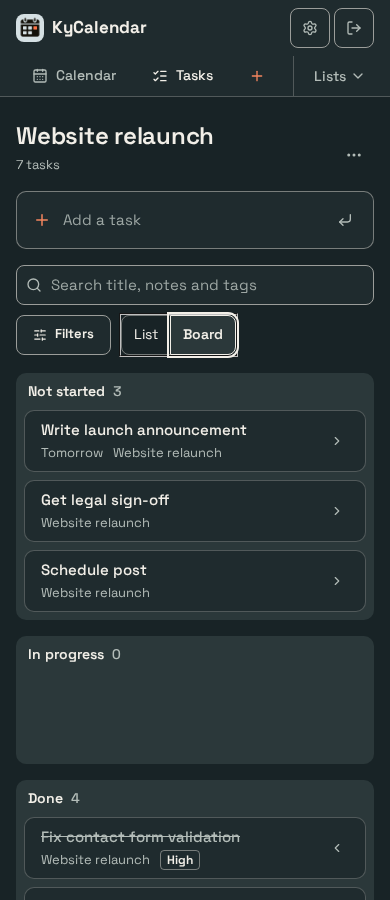 KyCalendar
Calendar Tasks + Lists
Website relaunch
7 tasks
Add a task
Search title, notes and tags
Filters List Board
Not started 3
Write launch announcement
Tomorrow Website relaunch
Get legal sign-off
Website relaunch
Schedule post
Website relaunch
In progress 0
Done 4
Fix contact form validation
Website relaunch High